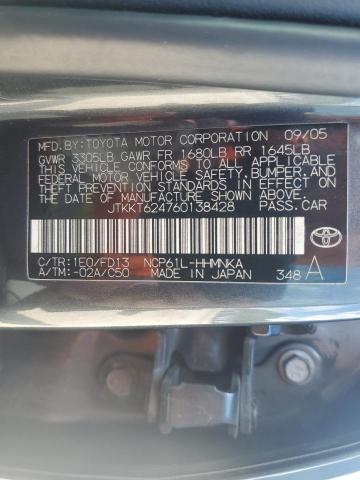 MFD.BY:TOYOTA MOTOR CORPORATION 09/05
GVWR 3305LB GAWR FR 1680LB RR 1645LB
THIS VEHICLE CONFORMS TO ALL APPLICABLE
FEDERAL MOTOR VEHICLE SAFETY, BUMPER, AND
THEFT PREVENTION STANDARDS IN EFFECT ON
THE DATE OF MANUFACTURE SHOWN ABOVE.
JTKKT624760138428 PASS.CAR
C/TR:1E0/FD13 NCP61L-HHMNKA
A/TM:-02A/C50 MADE IN JAPAN 348A